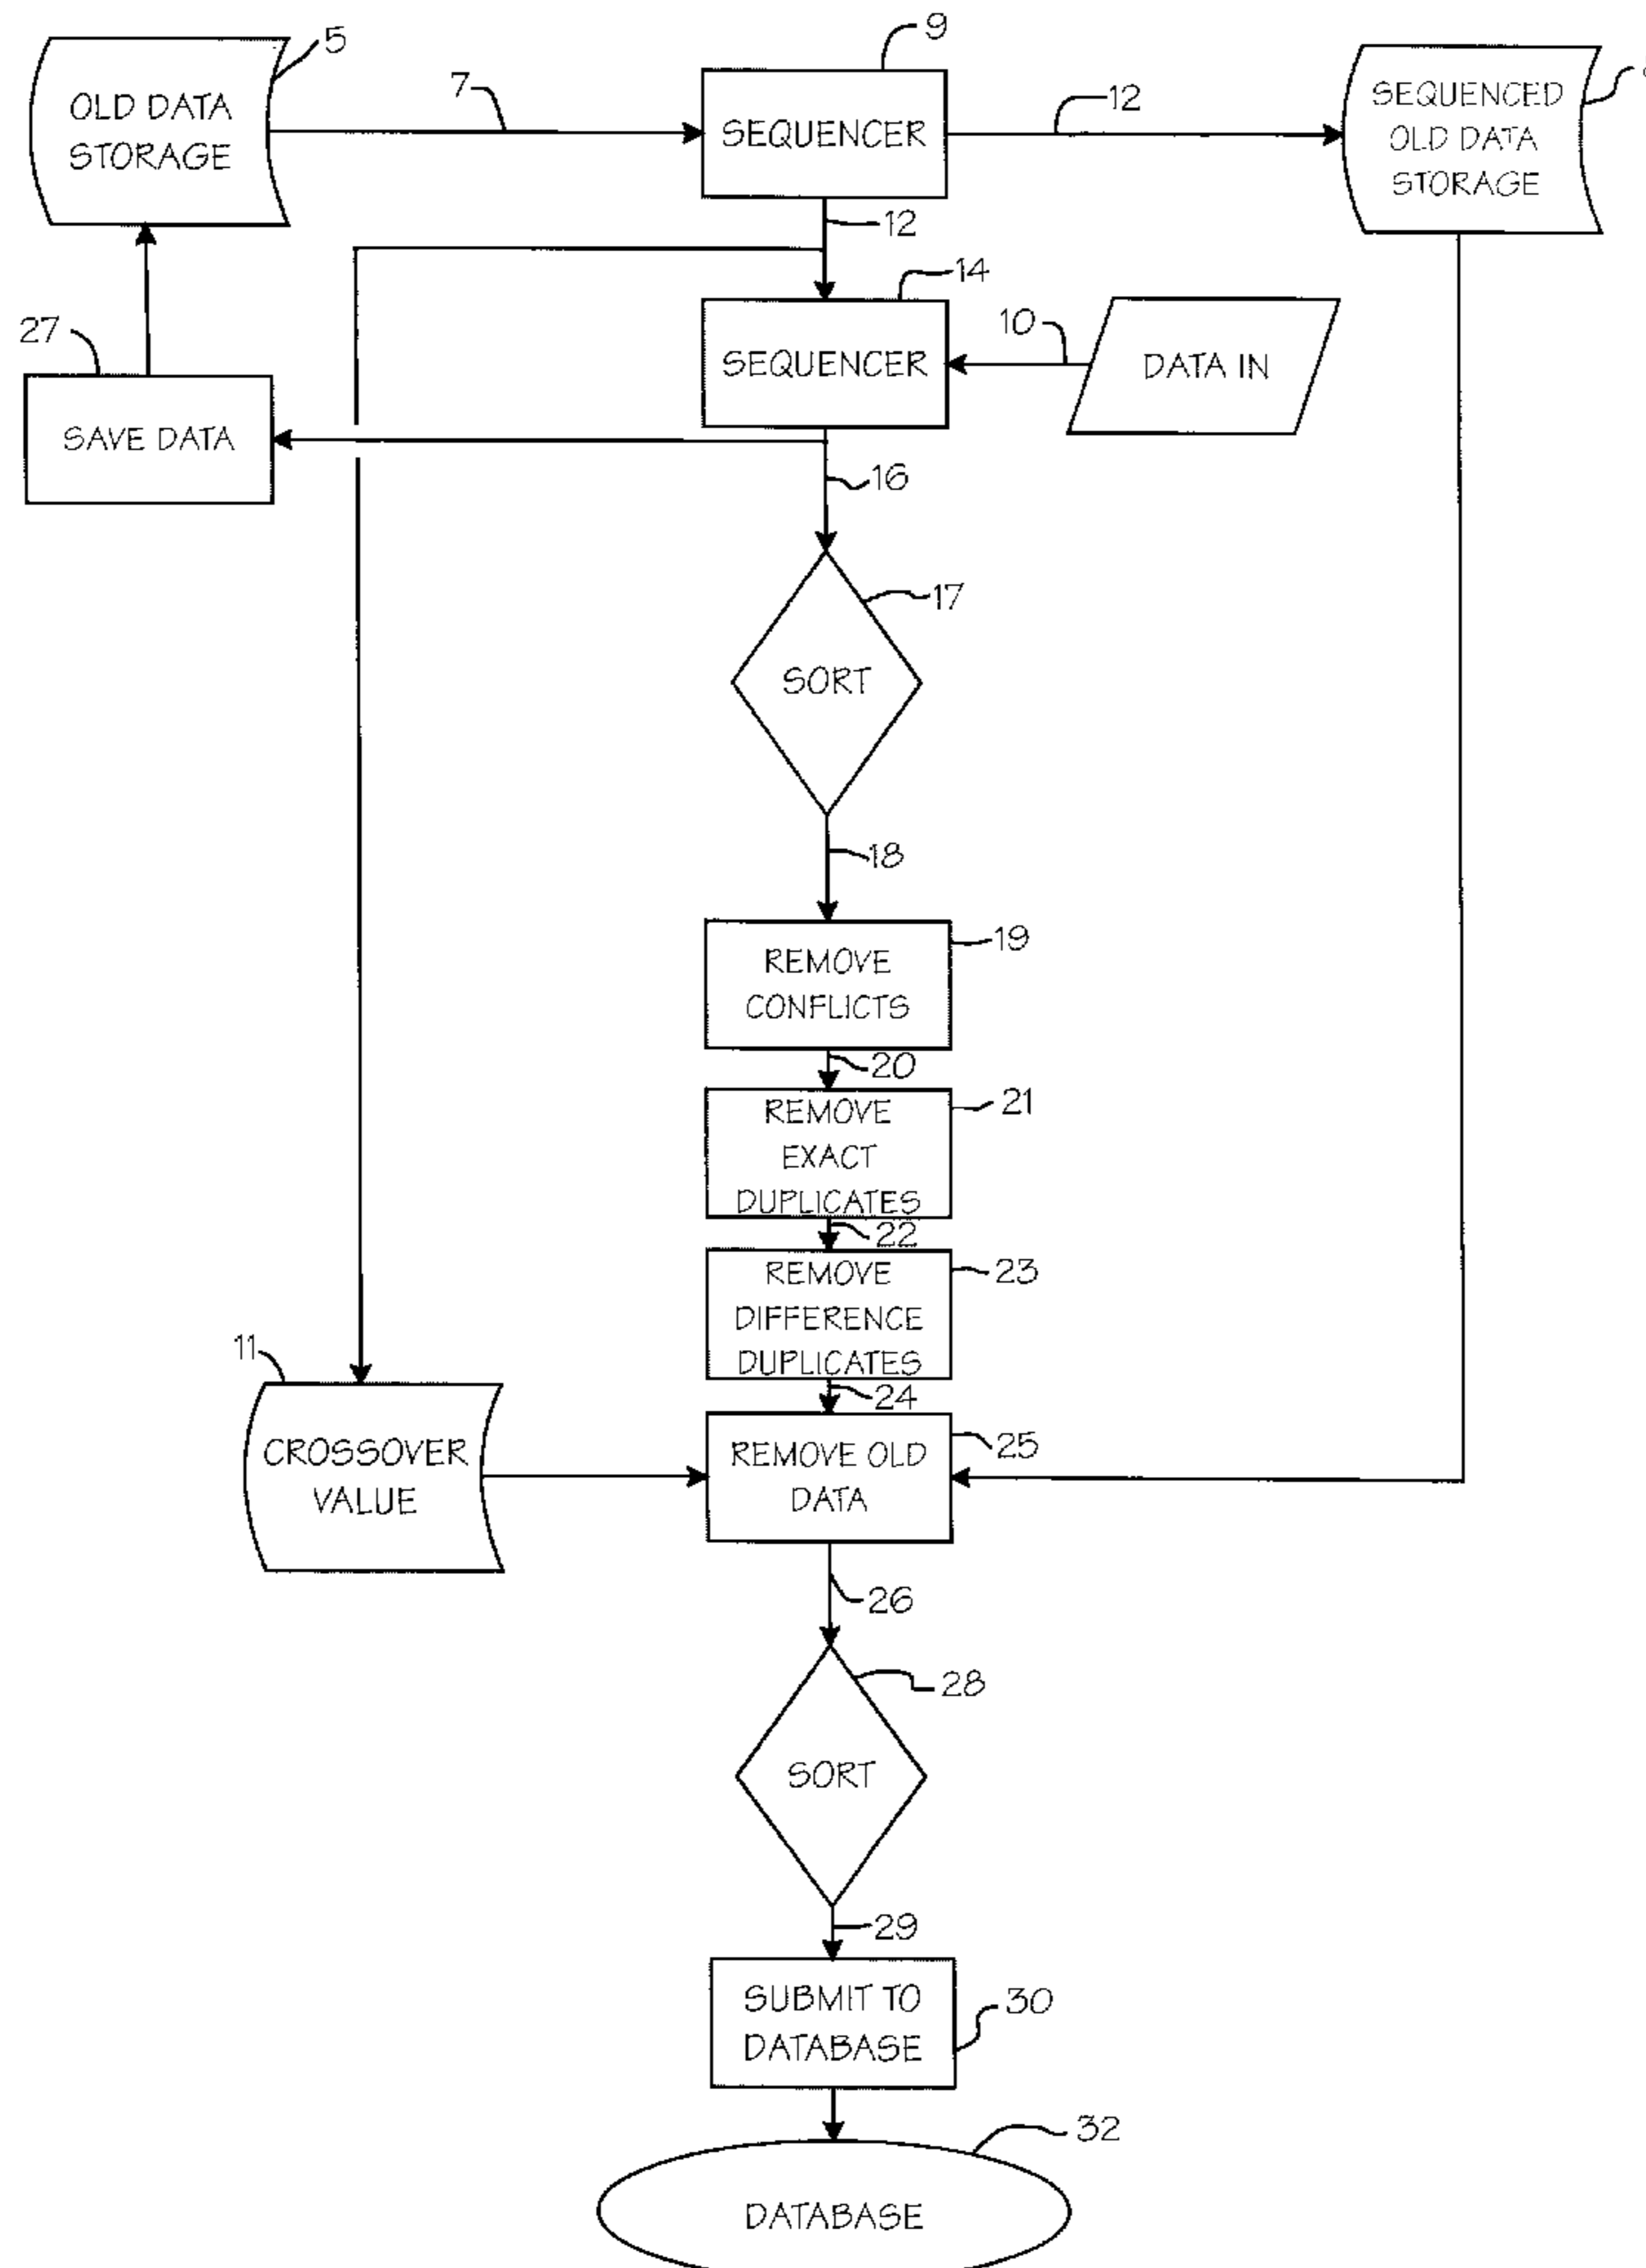 5
9
OLD DATA
STORAGE
7
SEQUENCER
12
SEQUENCED
OLD DATA
STORAGE
12
14
SEQUENCER
10
DATA IN
27
SAVE DATA
16
17
SORT
18
19
REMOVE
CONFLICTS
20
21
REMOVE
EXACT
DUPLICATES
22
23
REMOVE
DIFFERENCE
DUPLICATES
24
11
CROSSOVER
VALUE
25
REMOVE OLD
DATA
26
28
SORT
29
30
SUBMIT TO
DATABASE
32
DATABASE